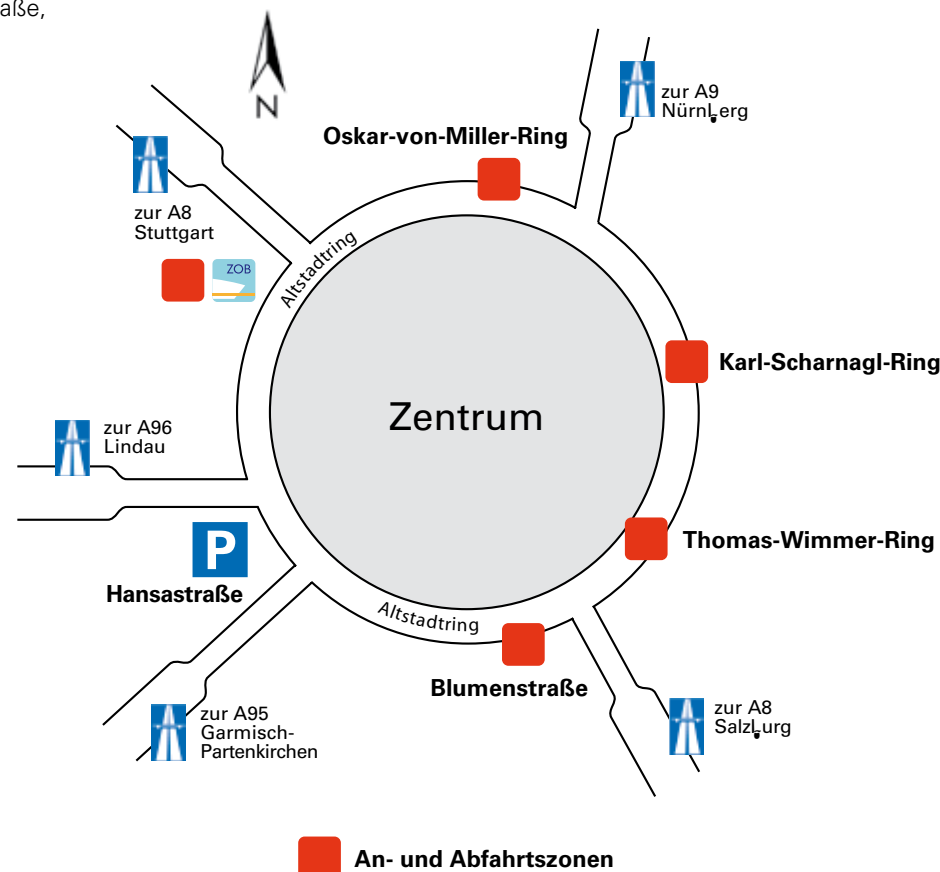 aße,
N
zur A9
Nürnberg
Oskar-von-Miller-Ring
zur A8
Stuttgart
ZOB
Altstadtring
Karl-Scharnagl-Ring
Zentrum
zur A96
Lindau
P
Hansastraße
Thomas-Wimmer-Ring
Altstadtring
Blumenstraße
zur A95
Garmisch-
Partenkirchen
zur A8
Salzburg
An- und Abfahrtszonen